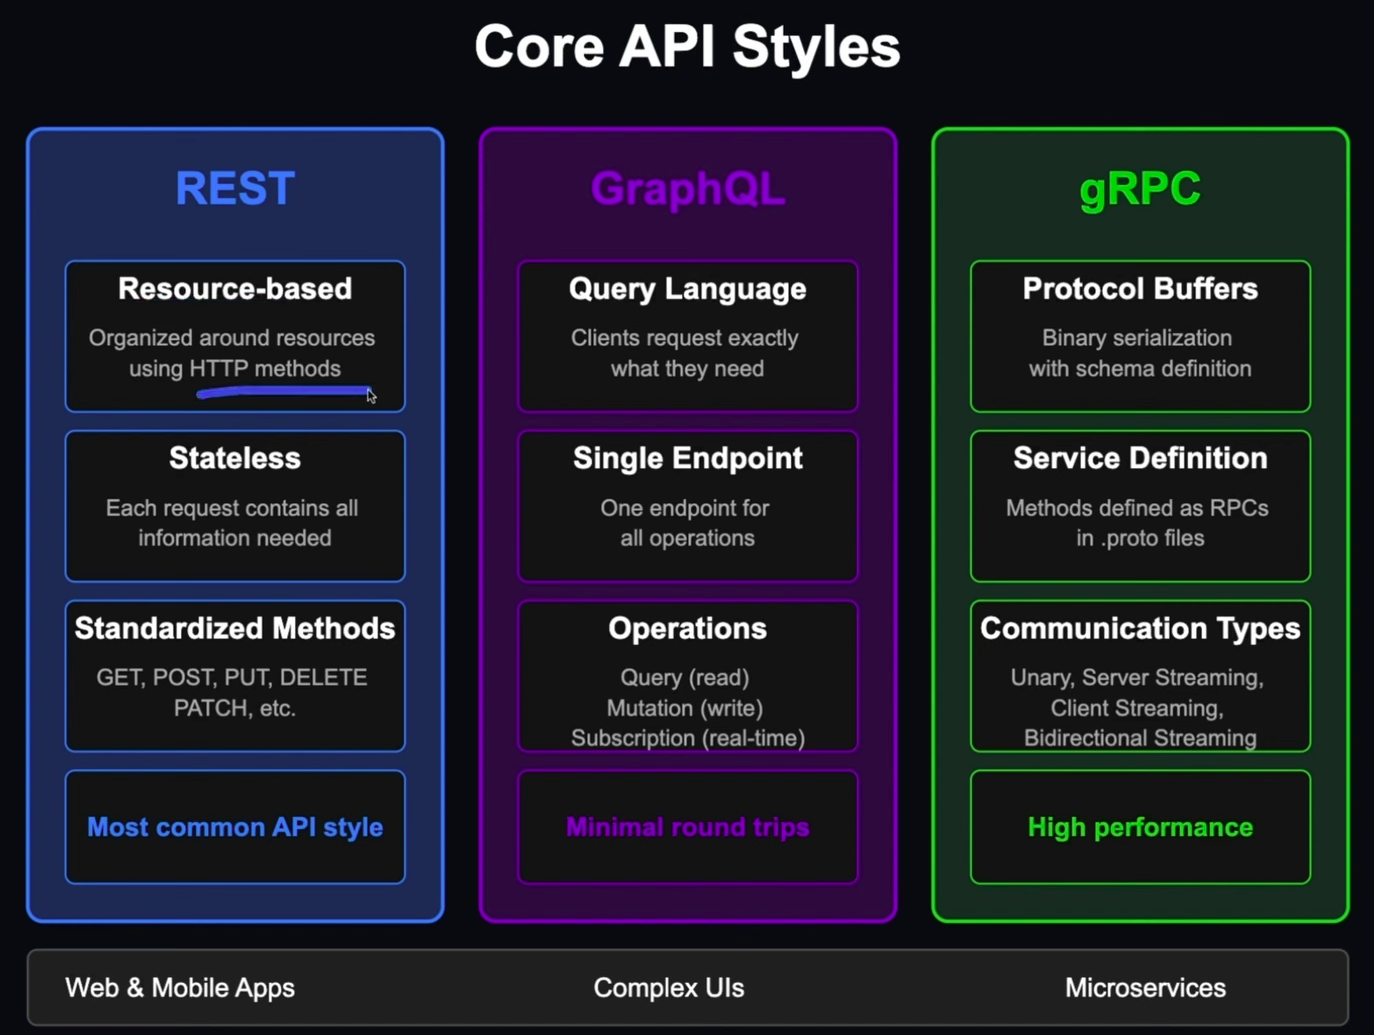 Core API Styles
REST
Resource-based
Organized around resources
using HTTP methods
Stateless
Each request contains all
information needed
Standardized Methods
GET, POST, PUT, DELETE
PATCH, etc.
Most common API style
GraphQL
Query Language
Clients request exactly
what they need
Single Endpoint
One endpoint for
all operations
Operations
Query (read)
Mutation (write)
Subscription (real-time)
Minimal round trips
gRPC
Protocol Buffers
Binary serialization
with schema definition
Service Definition
Methods defined as RPCs
in .proto files
Communication Types
Unary, Server Streaming,
Client Streaming,
Bidirectional Streaming
High performance
Web & Mobile Apps
Complex UIs
Microservices